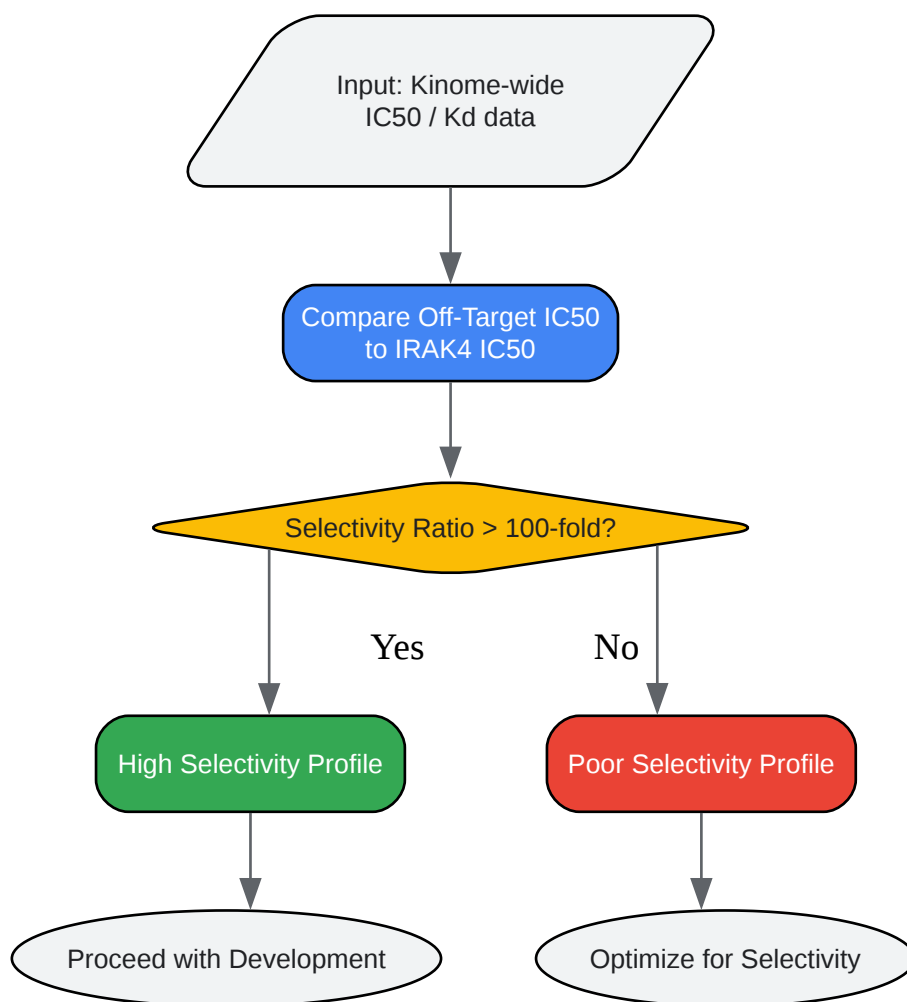 Input: Kinome-wide
IC50 / Kd data
Compare Off-Target IC50
to IRAK4 IC50
Selectivity Ratio > 100-fold?
Yes
No
High Selectivity Profile
Poor Selectivity Profile
Proceed with Development
Optimize for Selectivity